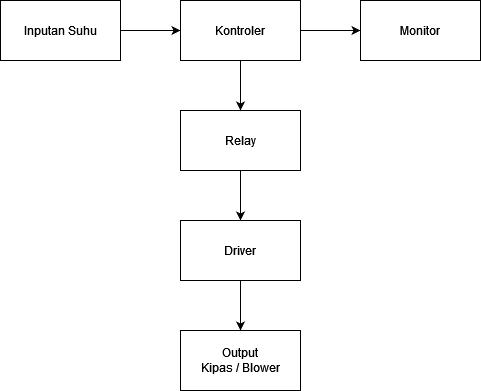 Inputan Suhu
Kontroler
Monitor
Relay
Driver
Output
Kipas / Blower